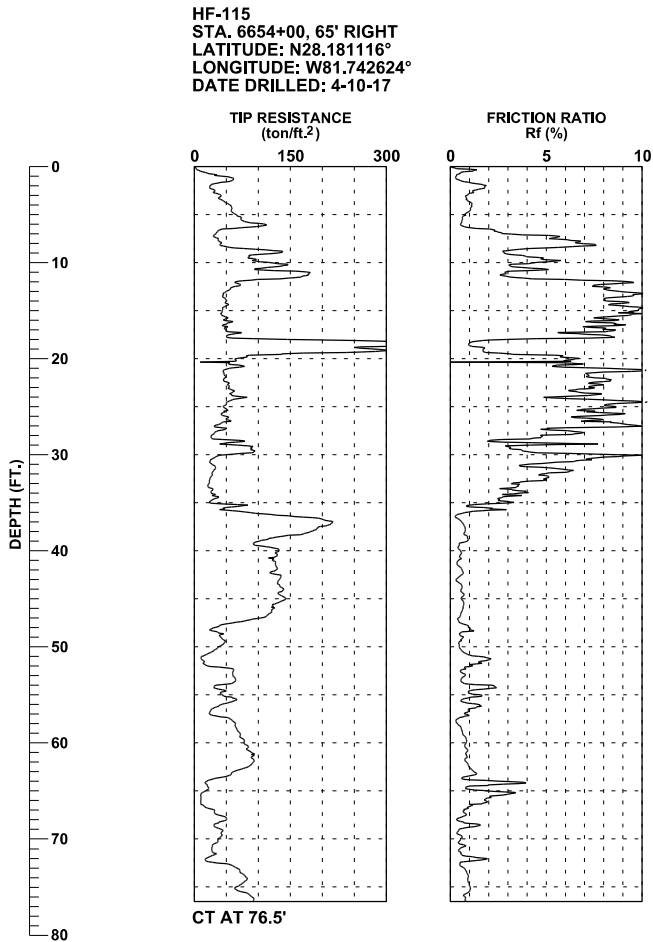 HF-115
STA. 6654+00, 65' RIGHT
LATITUDE: N28.181116°
LONGITUDE: W81.742624°
DATE DRILLED: 4-10-17
TIP RESISTANCE
(ton/ft.²)
FRICTION RATIO
Rf (%)
0 150 300
0 5 10
0
10
20
30
40
50
60
70
80
DEPTH (FT.)
CT AT 76.5'